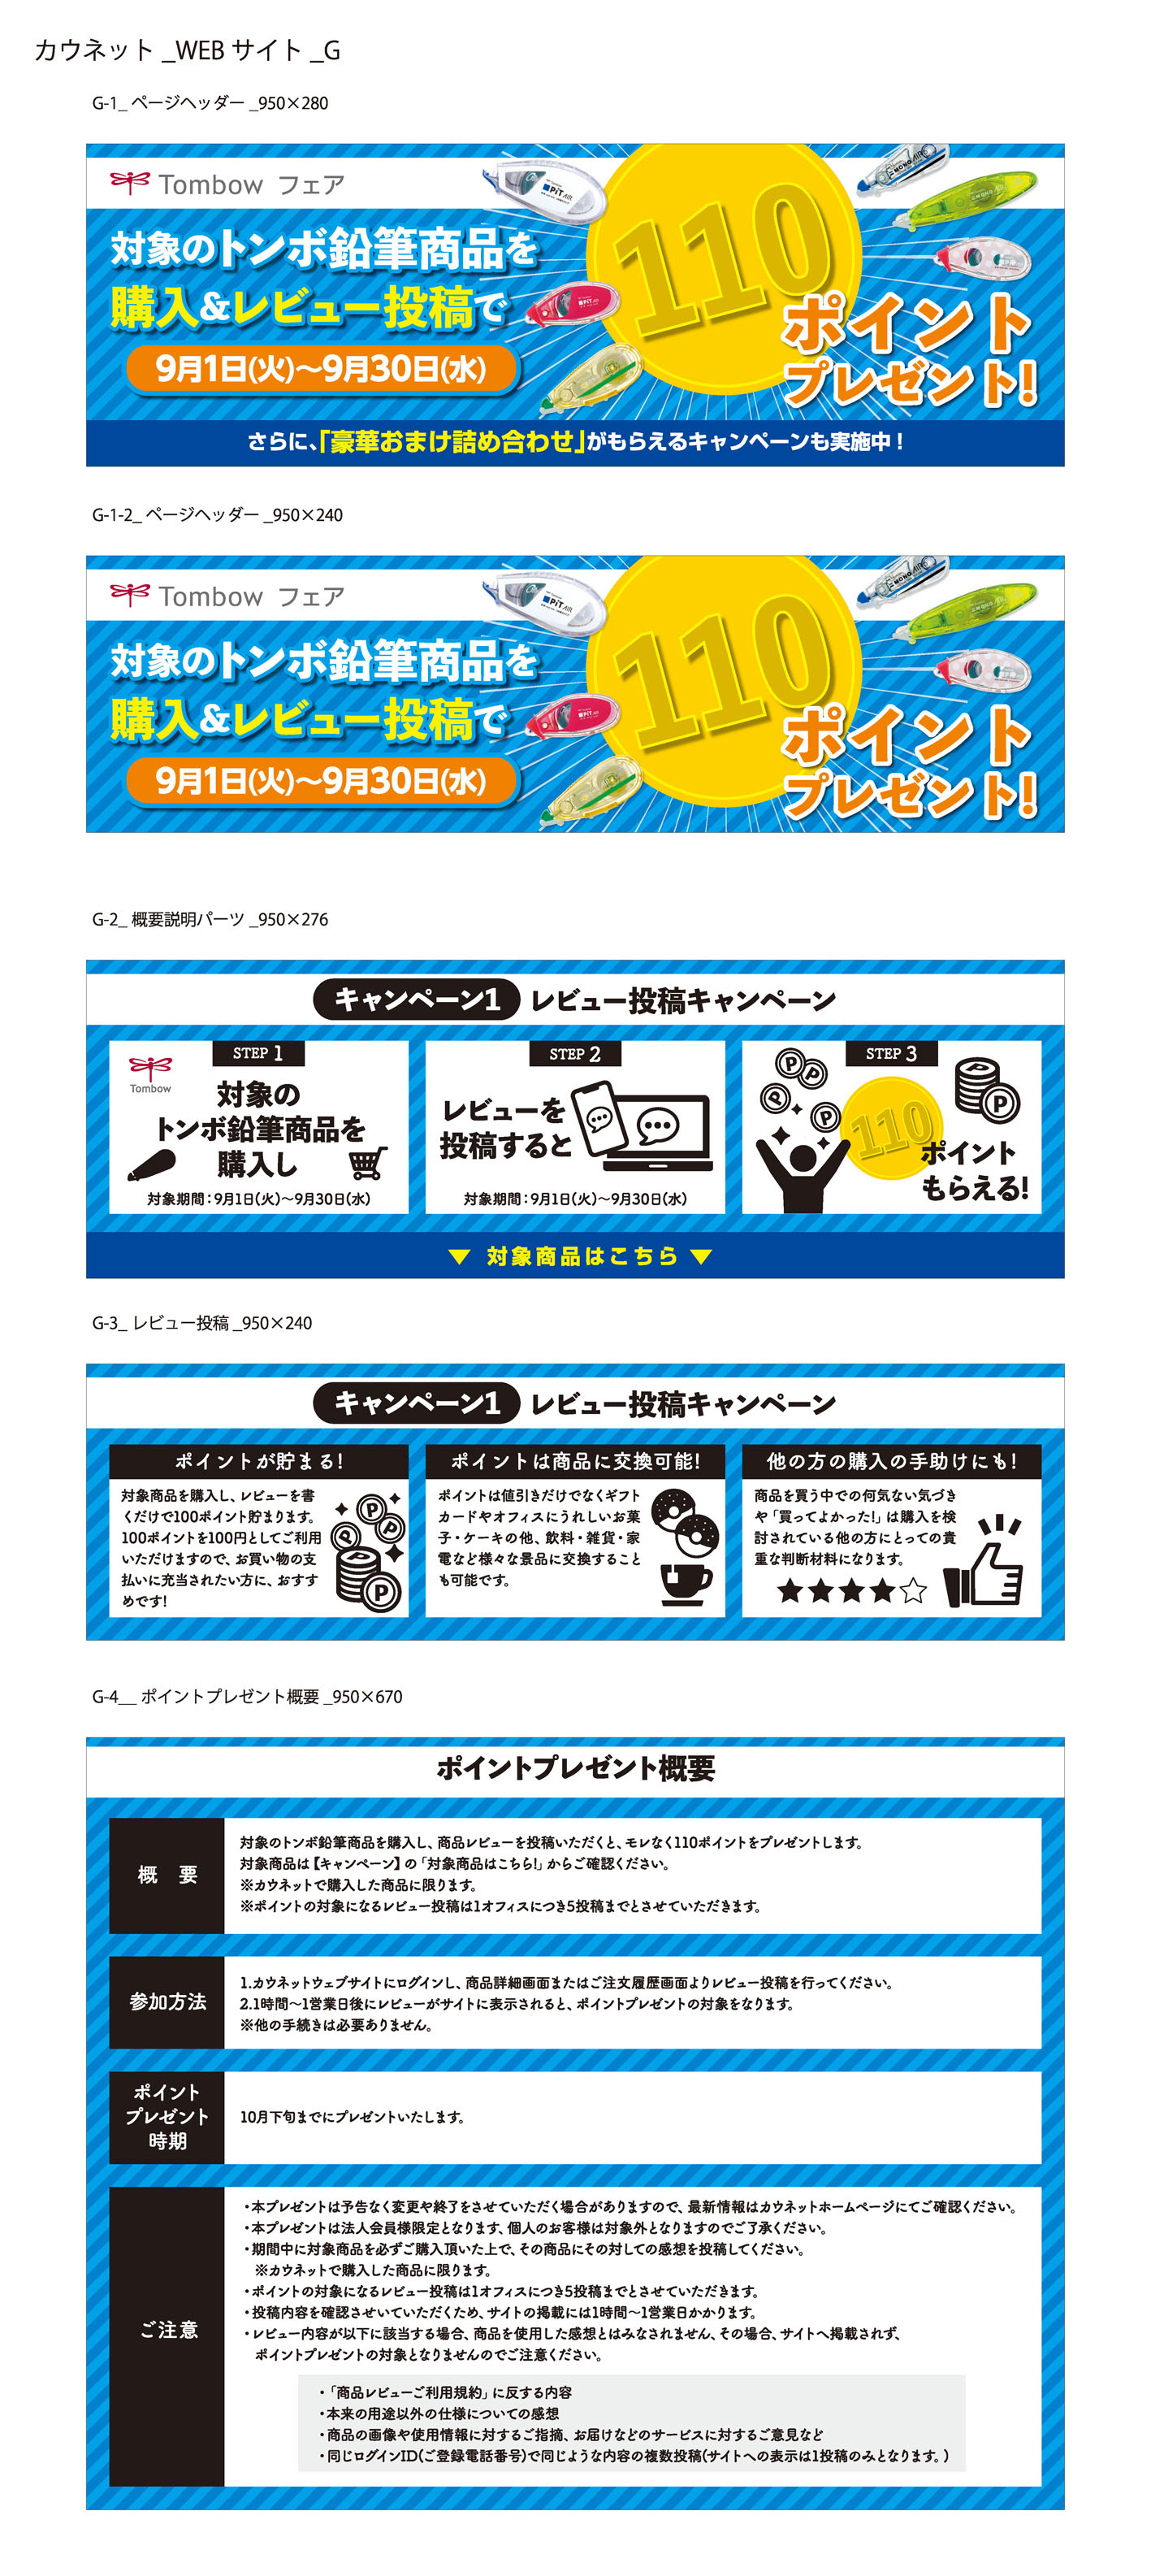 カウネット_WEBサイト_G
G-1_ページヘッダー_950×280
Tombow フェア
対象のトンボ鉛筆商品を
購入&レビュー投稿で
9月1日(火)～9月30日(水)
110
ポイント
プレゼント!
PiT AIR
PiT
MONO AIR
さらに、「豪華おまけ詰め合わせ」がもらえるキャンペーンも実施中！
G-1-2_ページヘッダー_950×240
Tombow フェア
対象のトンボ鉛筆商品を
購入&レビュー投稿で
9月1日(火)～9月30日(水)
110
ポイント
プレゼント!
PiT AIR
PiT
MONO AIR
G-2_概要説明パーツ_950×276
キャンペーン1 レビュー投稿キャンペーン
STEP 1
Tombow
対象の
トンボ鉛筆商品を
購入し
対象期間：9月1日(火)～9月30日(水)
STEP 2
レビューを
投稿すると
対象期間：9月1日(火)～9月30日(水)
STEP 3
P
P
P
P
P
110
ポイント
もらえる!
▼ 対象商品はこちら ▼
G-3_レビュー投稿_950×240
キャンペーン1 レビュー投稿キャンペーン
ポイントが貯まる!
対象商品を購入し、レビューを書
くだけで100ポイント貯まります。
100ポイントを100円としてご利用
いただけますので、お買い物の支
払いに充当されたい方に、おすす
めです!
P
P
P
P
ポイントは商品に交換可能!
ポイントは値引きだけでなくギフト
カードやオフィスにうれしいお菓
子・ケーキの他、飲料・雑貨・家
電など様々な景品に交換すること
も可能です。
他の方の購入の手助けにも!
商品を買う中での何気ない気づき
や「買ってよかった!」は購入を検
討されている他の方にとっての貴
重な判断材料になります。
★★★★☆
G-4__ポイントプレゼント概要_950×670
ポイントプレゼント概要
概　要
対象のトンボ鉛筆商品を購入し、商品レビューを投稿いただくと、モレなく110ポイントをプレゼントします。
対象商品は【キャンペーン】の「対象商品はこちら!」からご確認ください。
※カウネットで購入した商品に限ります。
※ポイントの対象になるレビュー投稿は1オフィスにつき5投稿までとさせていただきます。
参加方法
1.カウネットウェブサイトにログインし、商品詳細画面またはご注文履歴画面よりレビュー投稿を行ってください。
2.1時間～1営業日後にレビューがサイトに表示されると、ポイントプレゼントの対象をなります。
※他の手続きは必要ありません。
ポイント
プレゼント
時期
10月下旬までにプレゼントいたします。
ご注意
・本プレゼントは予告なく変更や終了をさせていただく場合がありますので、最新情報はカウネットホームページにてご確認ください。
・本プレゼントは法人会員様限定となります、個人のお客様は対象外となりますのでご了承ください。
・期間中に対象商品を必ずご購入頂いた上で、その商品にその対しての感想を投稿してください。
※カウネットで購入した商品に限ります。
・ポイントの対象になるレビュー投稿は1オフィスにつき5投稿までとさせていただきます。
・投稿内容を確認させいていただくため、サイトの掲載には1時間～1営業日かかります。
・レビュー内容が以下に該当する場合、商品を使用した感想とはみなされません、その場合、サイトへ掲載されず、
ポイントプレゼントの対象となりませんのでご注意ください。
・「商品レビューご利用規約」に反する内容
・本来の用途以外の仕様についての感想
・商品の画像や使用情報に対するご指摘、お届けなどのサービスに対するご意見など
・同じログインID(ご登録電話番号)で同じような内容の複数投稿(サイトへの表示は1投稿のみとなります。)